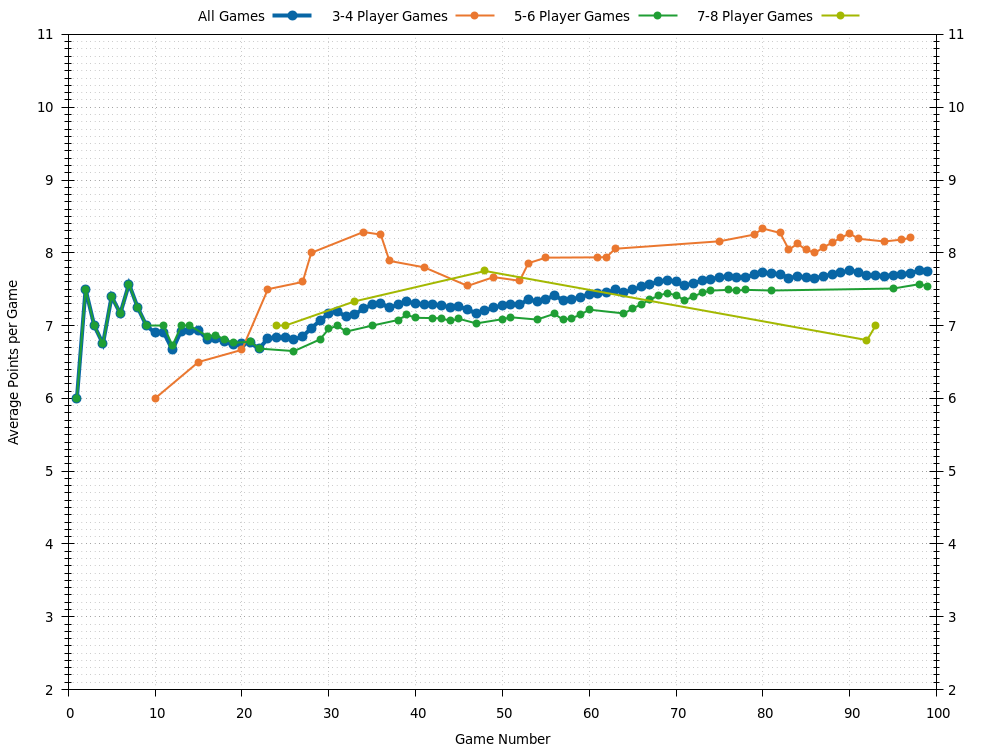 All Games 3-4 Player Games 5-6 Player Games 7-8 Player Games
11 11
10 10
9 9
8 8
7 7
6 6
5 5
4 4
3 3
2 2
0 10 20 30 40 50 60 70 80 90 100
Average Points per Game
Game Number